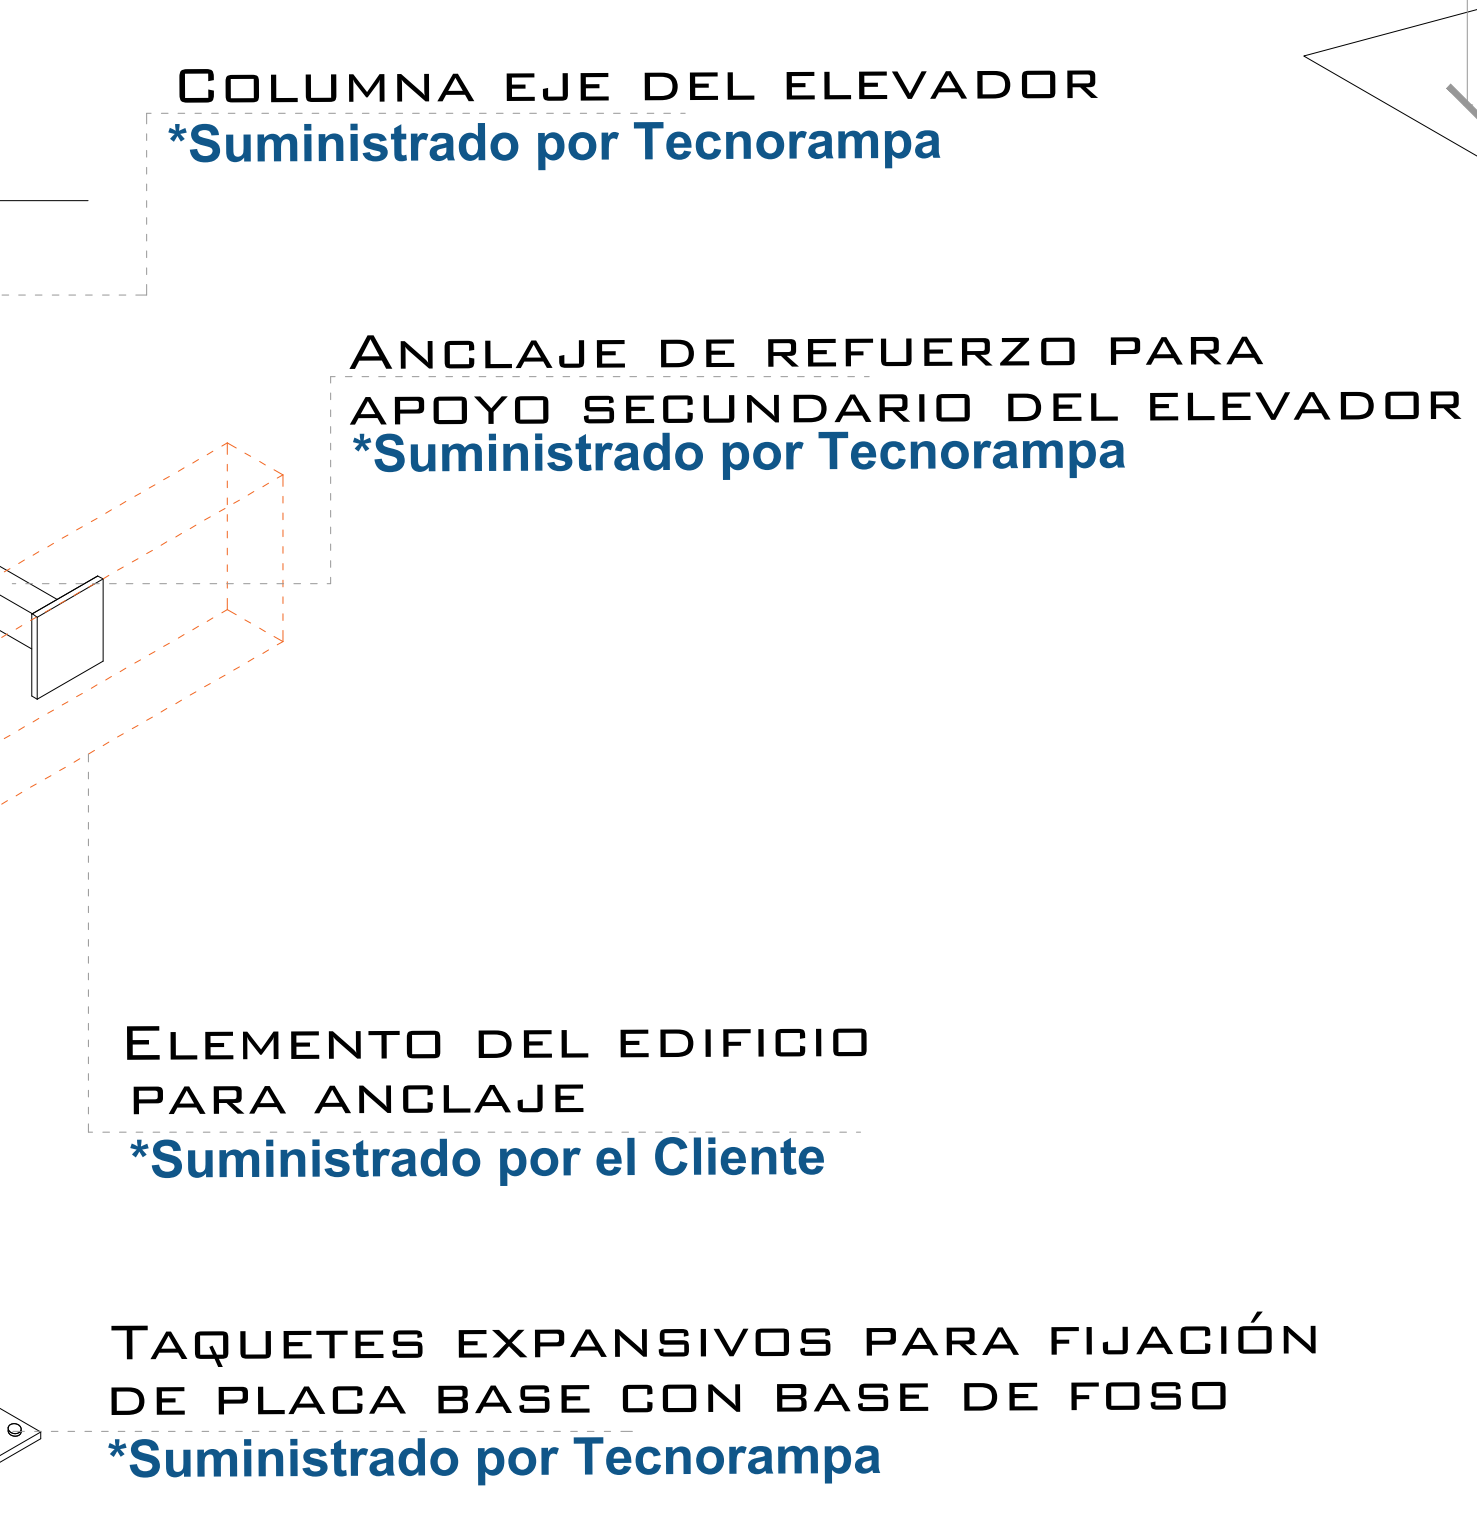 Columna eje del elevador
*Suministrado por Tecnorampa
Anclaje de refuerzo para
apoyo secundario del elevador
*Suministrado por Tecnorampa
Elemento del edificio
para anclaje
*Suministrado por el Cliente
Taquetes expansivos para fijación
de placa base con base de foso
*Suministrado por Tecnorampa